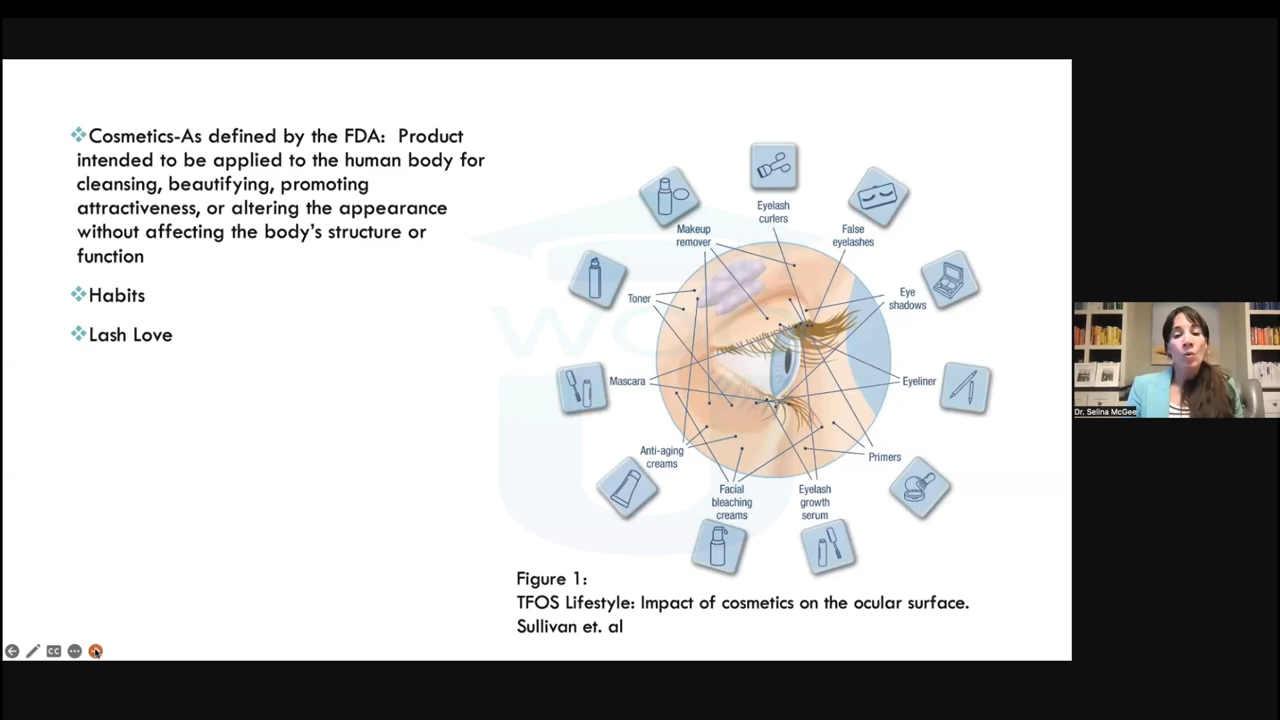 ❖Cosmetics-As defined by the FDA: Product
intended to be applied to the human body for
cleansing, beautifying, promoting
attractiveness, or altering the appearance
without affecting the body's structure or
function
❖Habits
❖Lash Love
Eyelash
curlers
Makeup
remover
False
eyelashes
Toner
Eye
shadows
Mascara
Eyeliner
Anti-aging
creams
Primers
Facial
bleaching
creams
Eyelash
growth
serum
Figure 1:
TFOS Lifestyle: Impact of cosmetics on the ocular surface.
Sullivan et. al
Dr. Selina McGee
CC